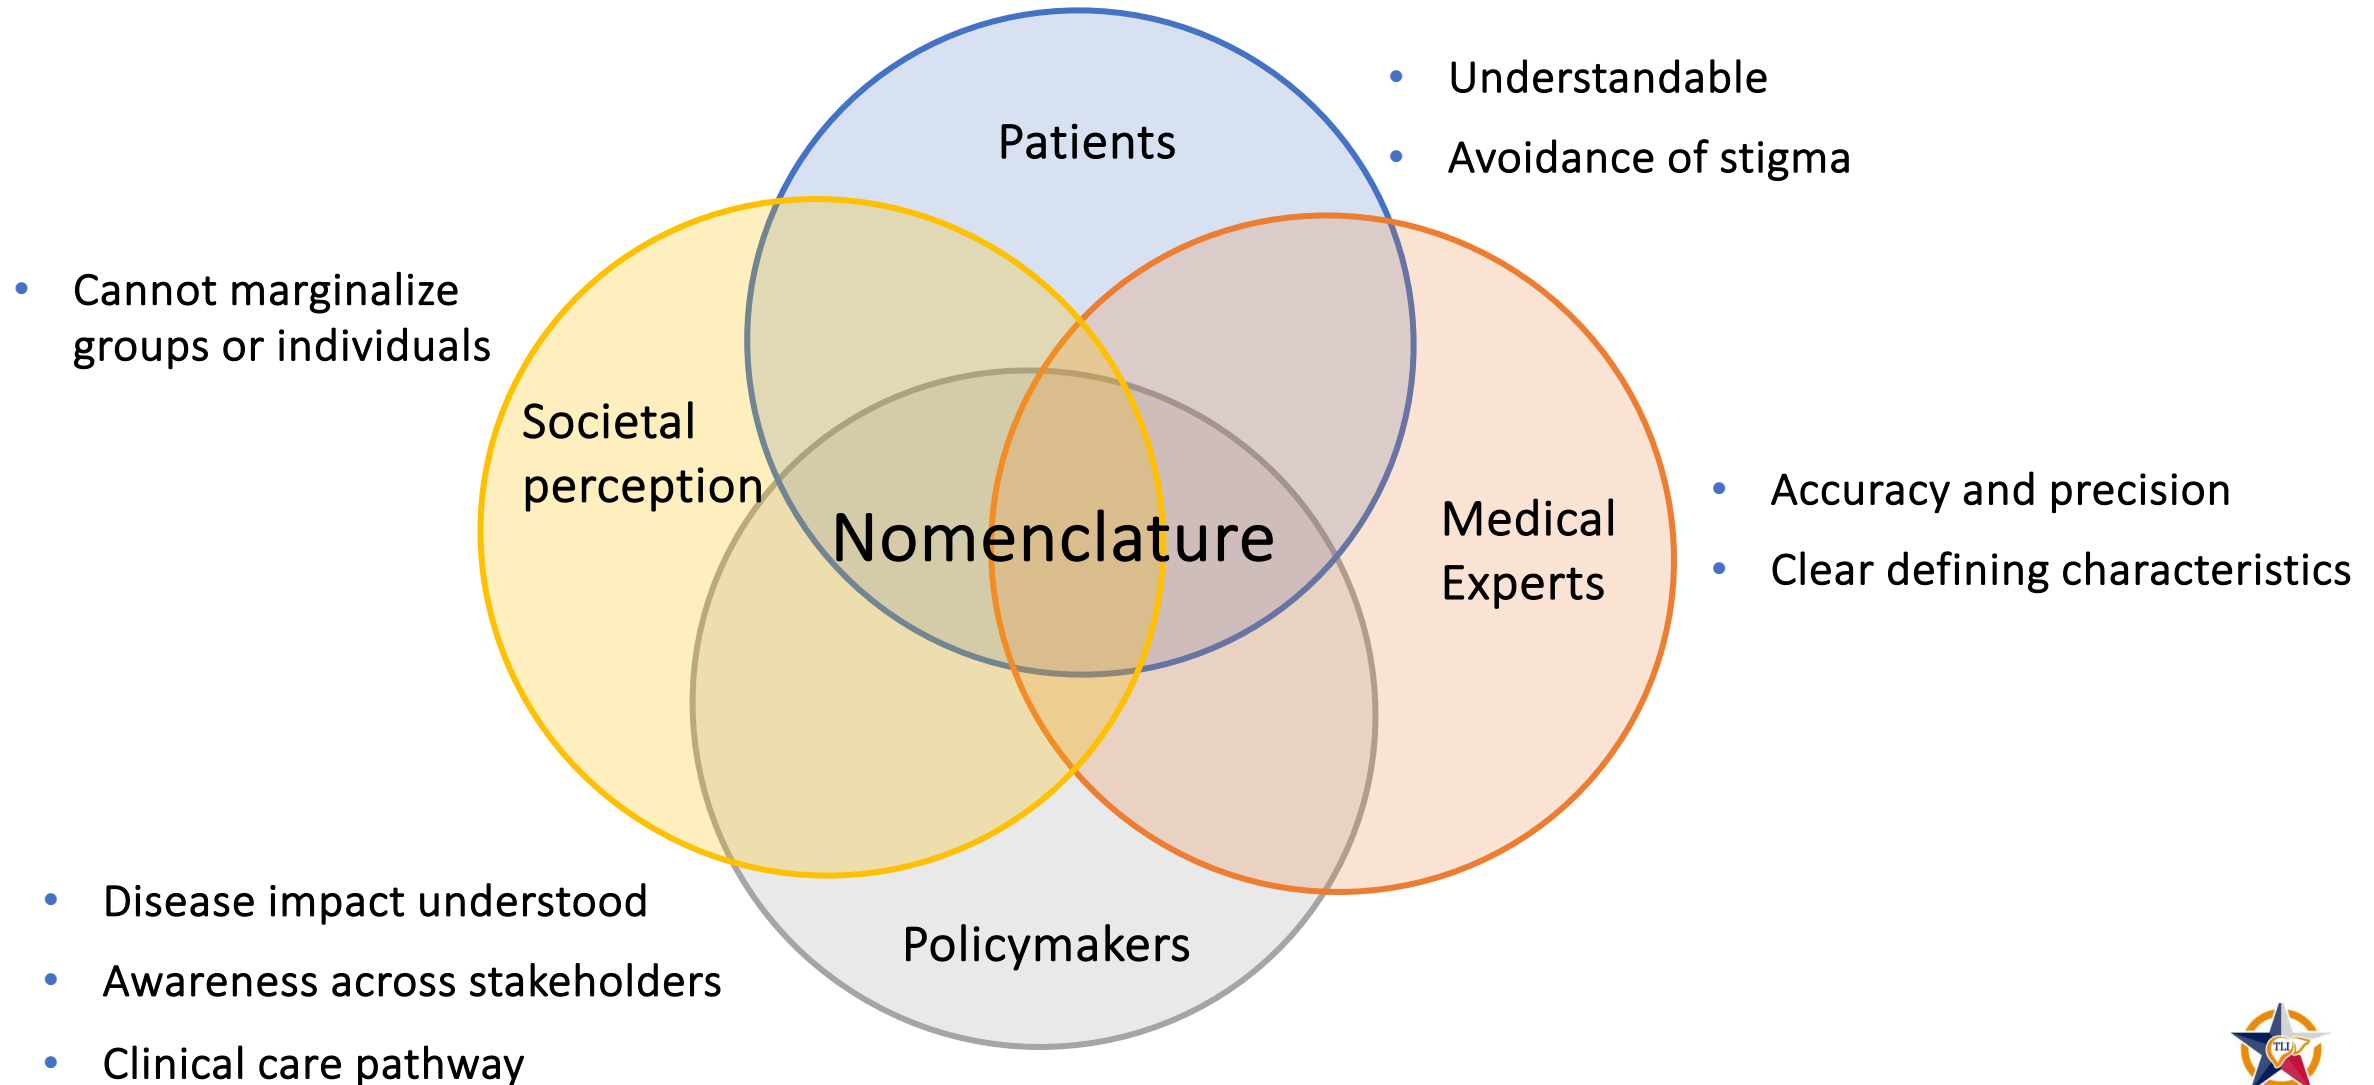 Patients
• Understandable
• Avoidance of stigma
• Cannot marginalize
groups or individuals
Societal
perception
Nomenclature
Medical
Experts
• Accuracy and precision
• Clear defining characteristics
• Disease impact understood
• Awareness across stakeholders
• Clinical care pathway
Policymakers
TLI